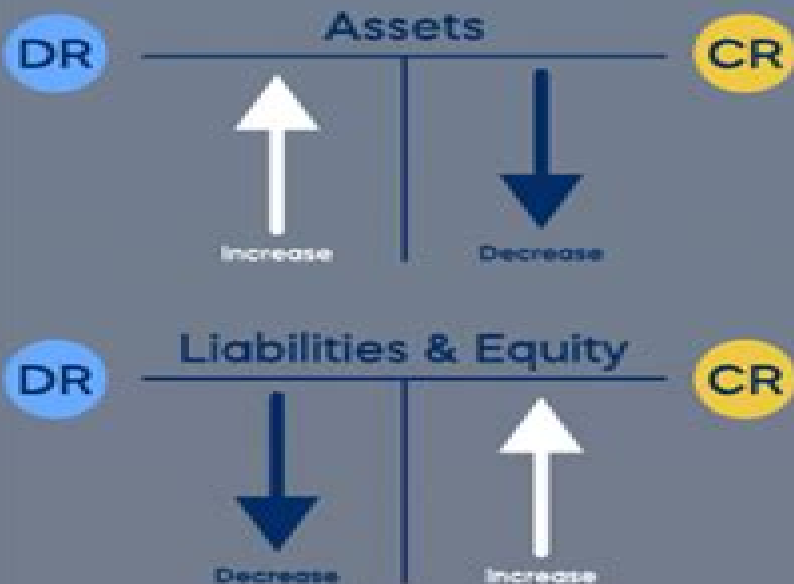 Assets
DR CR
Increase Decrease
Liabilities & Equity
DR CR
Decrease Increase